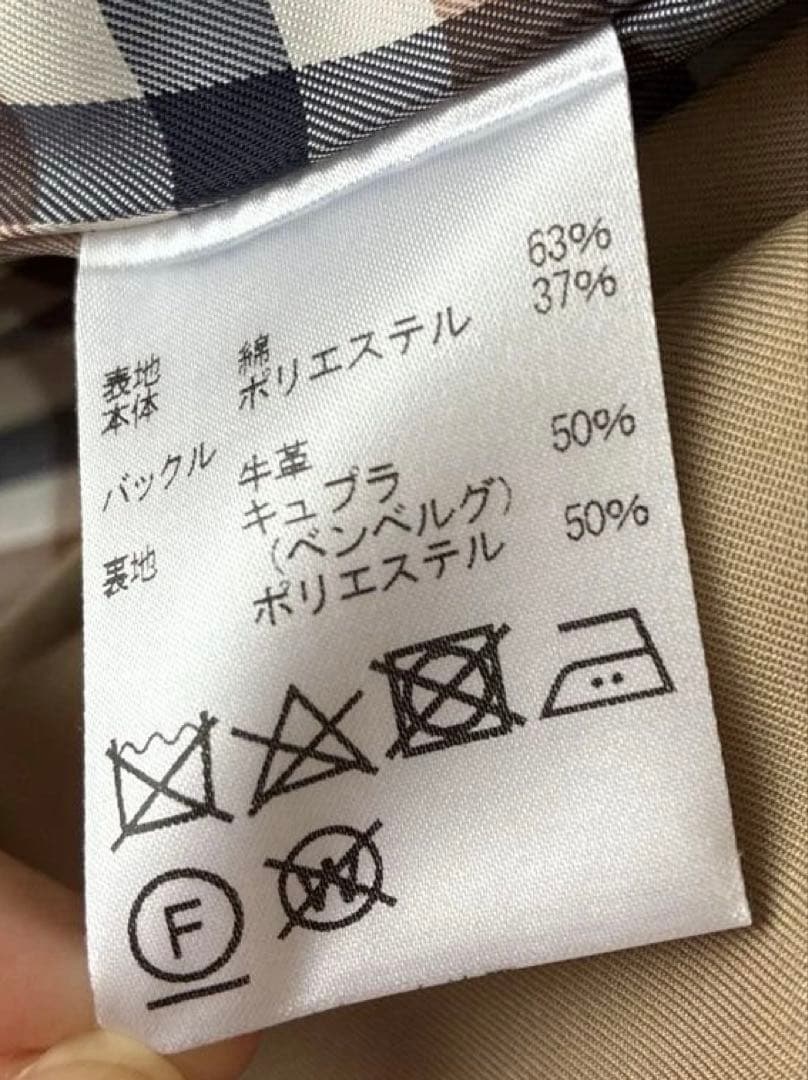 表地 綿 63%
本体 ポリエステル 37%
バックル 牛革
裏地 キュプラ 50%
(ベンベルグ)
ポリエステル 50%
F
W